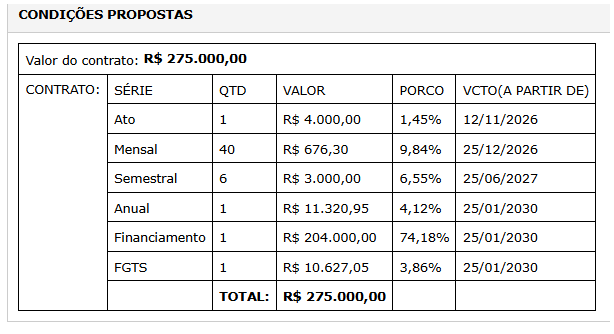 CONDIÇÕES PROPOSTAS
Valor do contrato: R$ 275.000,00
CONTRATO: SÉRIE QTD VALOR PORCO VCTO(A PARTIR DE)
Ato 1 R$ 4.000,00 1,45% 12/11/2026
Mensal 40 R$ 676,30 9,84% 25/12/2026
Semestral 6 R$ 3.000,00 6,55% 25/06/2027
Anual 1 R$ 11.320,95 4,12% 25/01/2030
Financiamento 1 R$ 204.000,00 74,18% 25/01/2030
FGTS 1 R$ 10.627,05 3,86% 25/01/2030
TOTAL: R$ 275.000,00